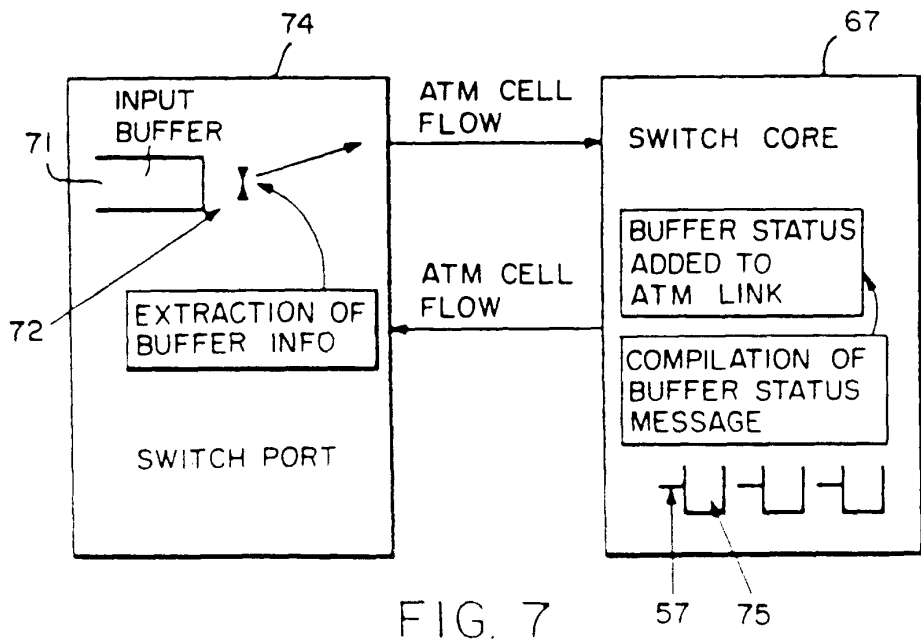 74
67
INPUT
BUFFER
71
72
ATM CELL
FLOW
SWITCH CORE
BUFFER STATUS
ADDED TO
ATM LINK
ATM CELL
FLOW
EXTRACTION OF
BUFFER INFO
COMPILATION OF
BUFFER STATUS
MESSAGE
SWITCH PORT
57
75
FIG. 7